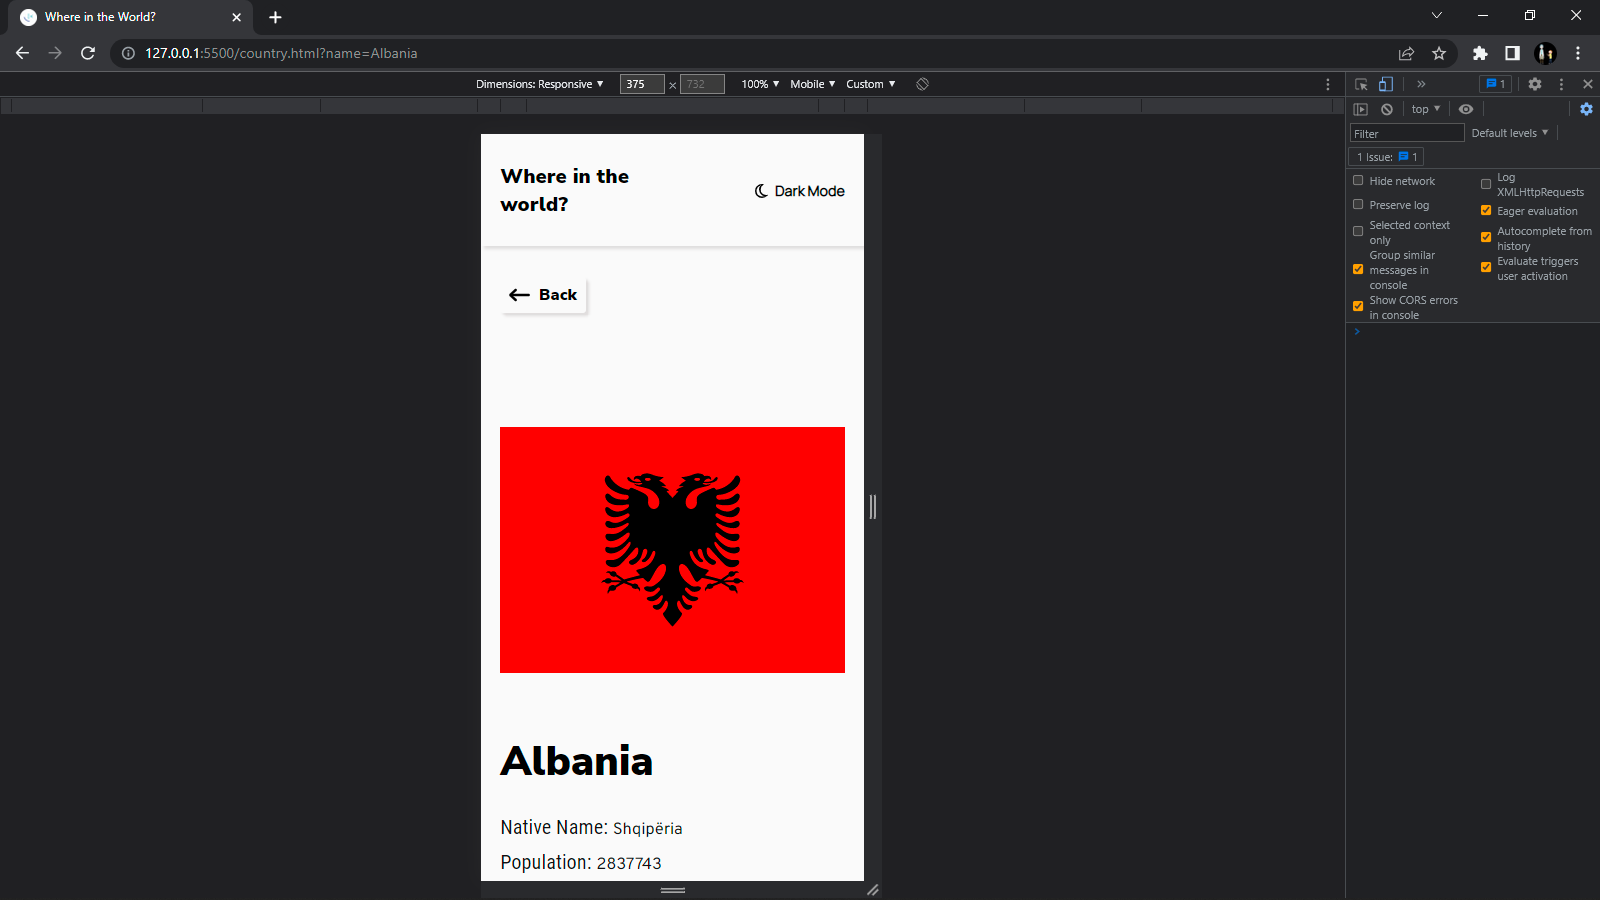 Where in the World?
127.0.0.1:5500/country.html?name=Albania
Dimensions: Responsive 375 × 732 100% Mobile Custom
1
top
Filter Default levels
1 Issue: 1
Hide network
Preserve log
Selected context
only
Group similar
messages in
console
Show CORS errors
in console
Log
XMLHttpRequests
Eager evaluation
Autocomplete from
history
Evaluate triggers
user activation
Where in the
world?
Dark Mode
Back
Albania
Native Name: Shqipëria
Population: 2837743